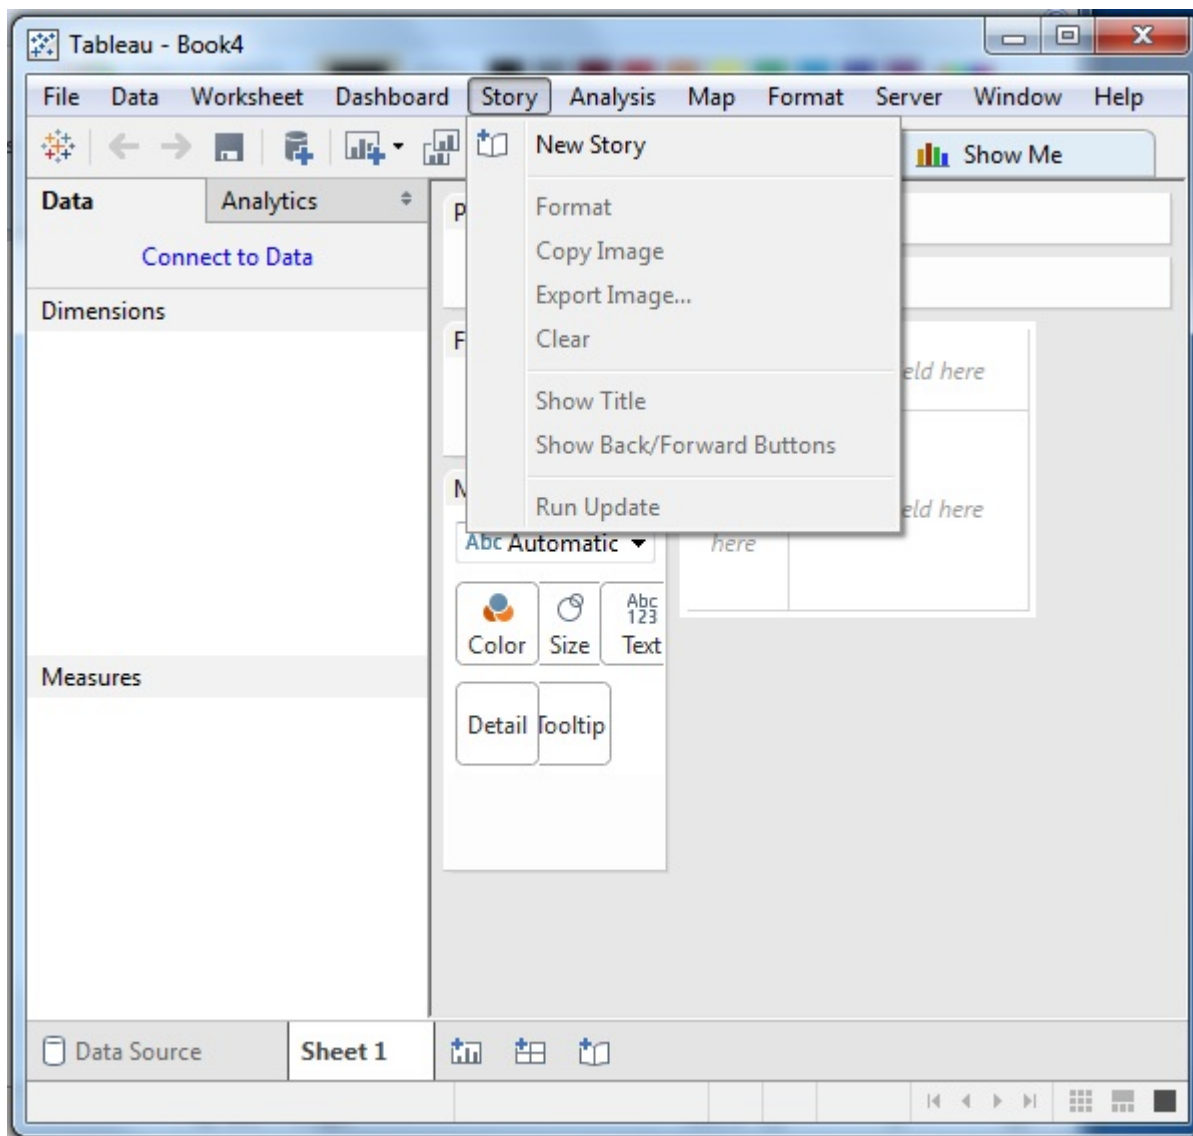 Tableau - Book4
File Data Worksheet Dashboard Story Analysis Map Format Server Window Help
New Story
Show Me
Data Analytics
Format
Connect to Data
Copy Image
Export Image...
Dimensions
Clear
Show Title
Show Back/Forward Buttons
Run Update
P
F
M
eld here
eld here
here
Abc Automatic
Color Size Abc 123 Text
Detail Tooltip
Measures
Data Source Sheet 1